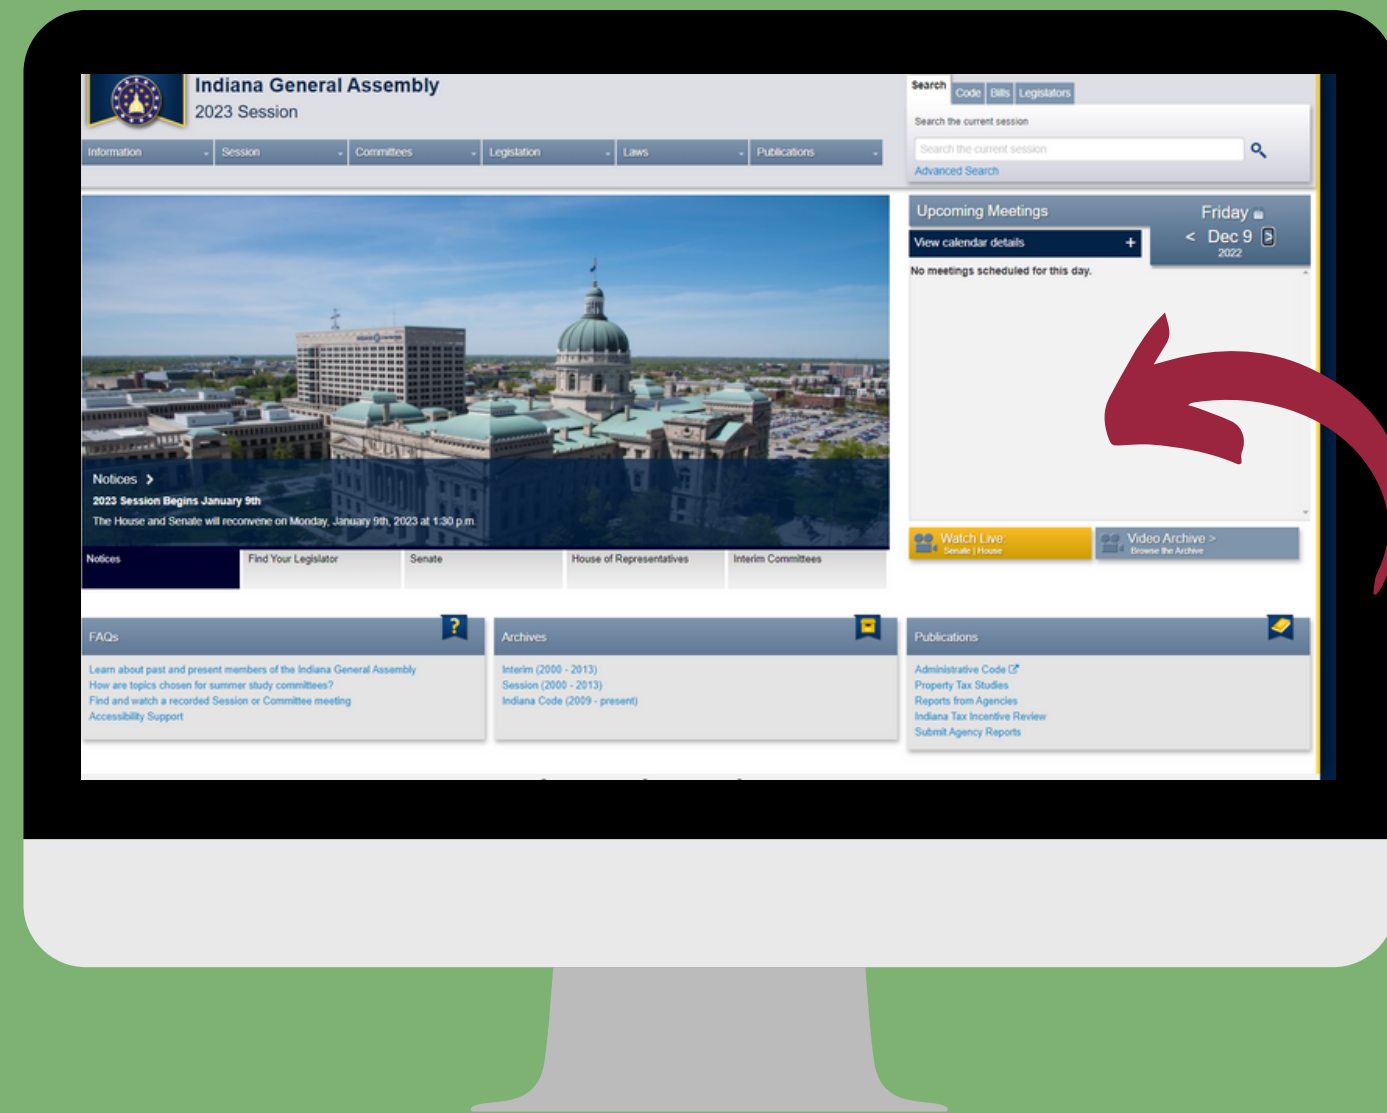 Indiana General Assembly
2023 Session
Search
Code
Bills
Legislators
Search the current session
Search the current session
Advanced Search
Information
Session
Committees
Legislation
Laws
Publications
Upcoming Meetings
View calendar details +
Friday
< Dec 9 >
2022
No meetings scheduled for this day.
Notices >
2023 Session Begins January 9th
The House and Senate will reconvene on Monday, January 9th, 2023 at 1:30 p.m.
Notices
Find Your Legislator
Senate
House of Representatives
Interim Committees
Watch Live:
Senate | House
Video Archive >
Browse the Archive
FAQs
?
Learn about past and present members of the Indiana General Assembly
How are topics chosen for summer study committees?
Find and watch a recorded Session or Committee meeting
Accessibility Support
Archives
Interim (2000 - 2013)
Session (2000 - 2013)
Indiana Code (2009 - present)
Publications
Administrative Code
Property Tax Studies
Reports from Agencies
Indiana Tax Incentive Review
Submit Agency Reports